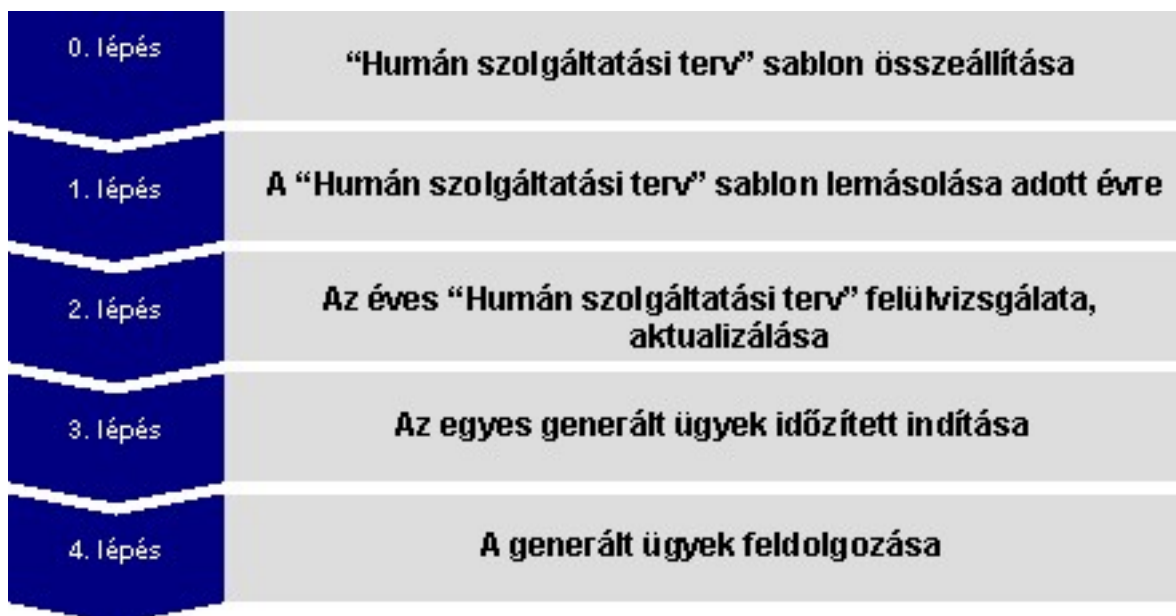 0. lépés
“Humán szolgáltatási terv” sablon összeállítása
1. lépés
A “Humán szolgáltatási terv” sablon lemásolása adott évre
2. lépés
Az éves “Humán szolgáltatási terv” felülvizsgálata,
aktualizálása
3. lépés
Az egyes generált ügyek időzített indítása
4. lépés
A generált ügyek feldolgozása